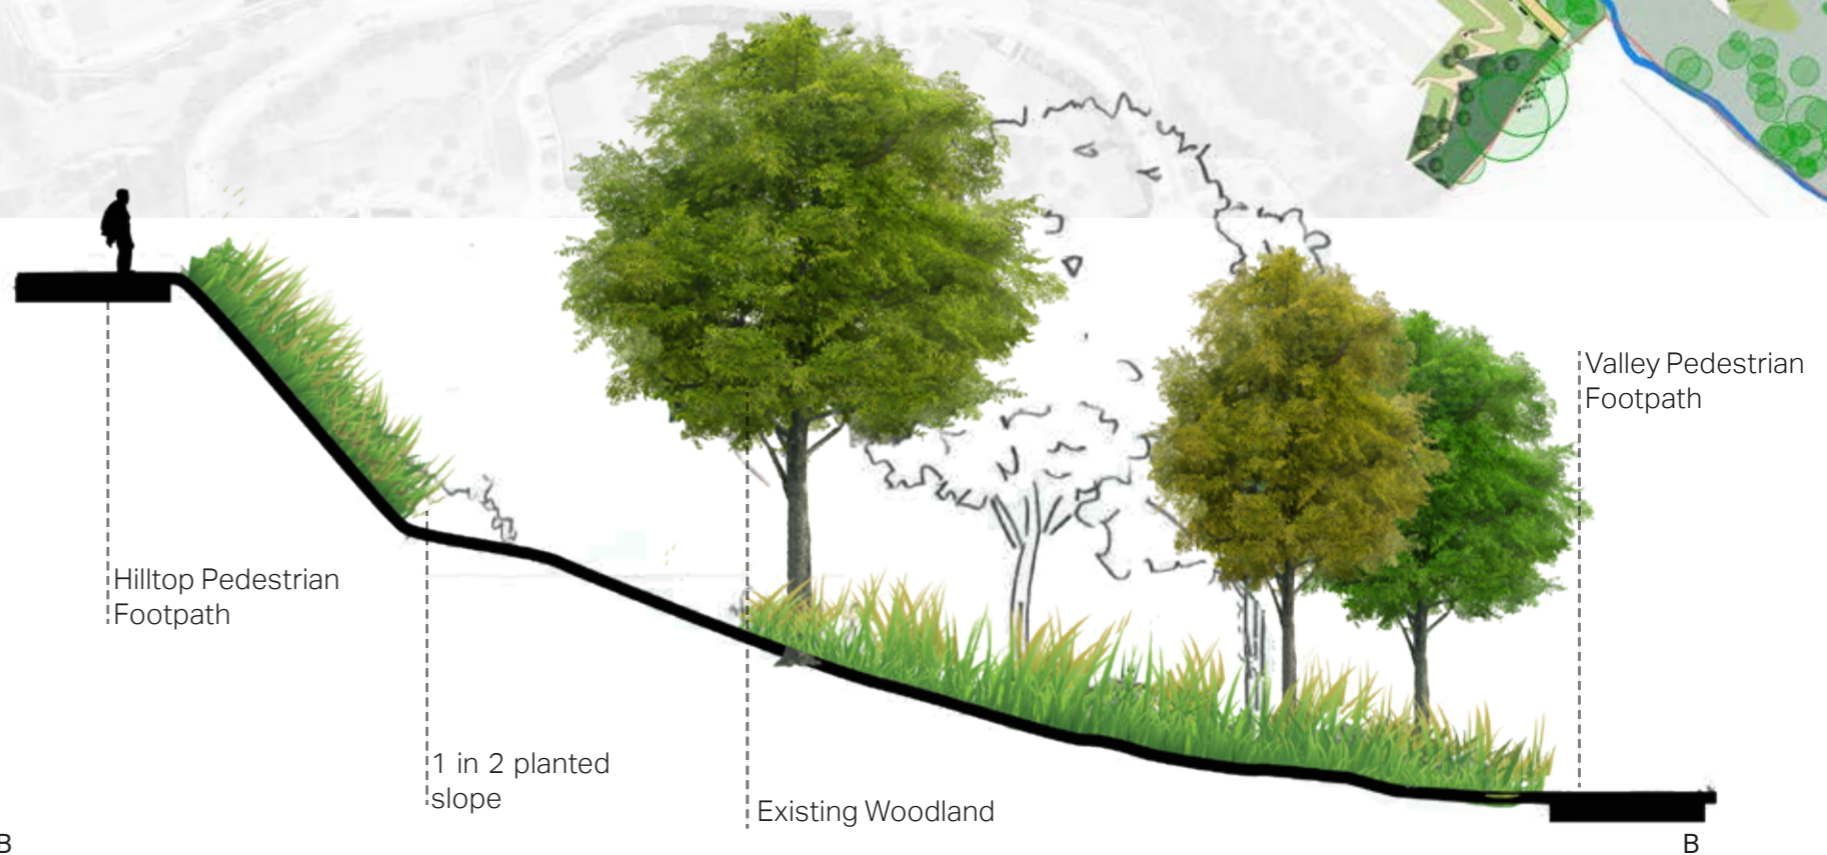 Valley Pedestrian
Footpath
Hilltop Pedestrian
Footpath
1 in 2 planted
slope
Existing Woodland
B
B